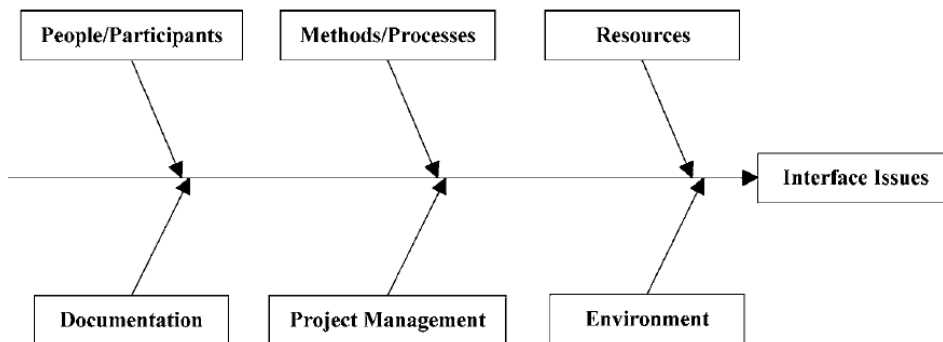 People/Participants
Methods/Processes
Resources
Interface Issues
Documentation
Project Management
Environment